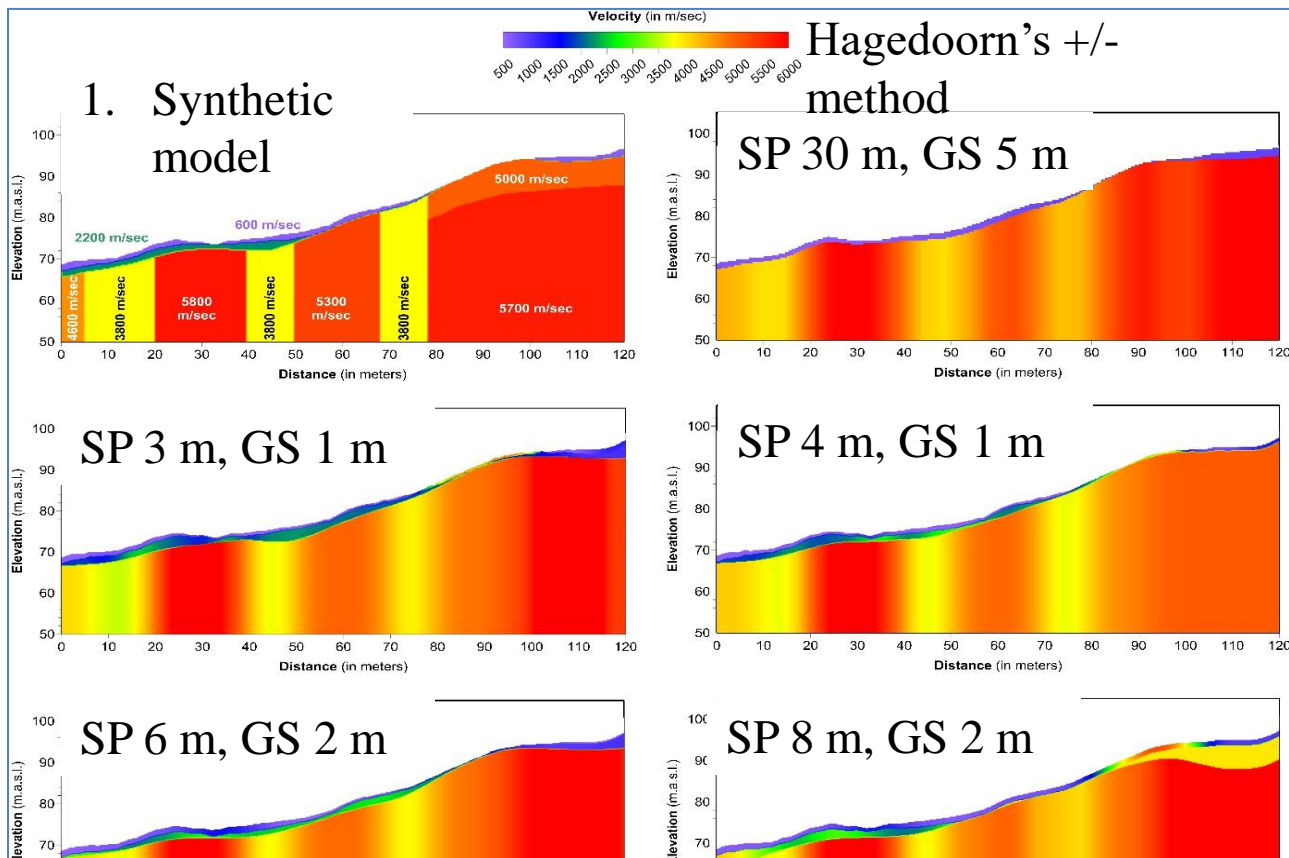 Velocity (in m/sec)
500 1000 1500 2000 2500 3000 3500 4000 4500 5000 5500 6000
Hagedoorn's +/-
method
1. Synthetic
model
100
90
80
70
60
50
Elevation (m.a.s.l.)
2200 m/sec
600 m/sec
5000 m/sec
4600 m/sec
3800 m/sec
5800
m/sec
3800 m/sec
5300
m/sec
3800 m/sec
5700 m/sec
0 10 20 30 40 50 60 70 80 90 100 110 120
Distance (in meters)
SP 30 m, GS 5 m
100
90
80
70
60
50
Elevation (m.a.s.l.)
0 10 20 30 40 50 60 70 80 90 100 110 120
Distance (in meters)
SP 3 m, GS 1 m
100
90
80
70
60
50
Elevation (m.a.s.l.)
0 10 20 30 40 50 60 70 80 90 100 110 120
Distance (in meters)
SP 4 m, GS 1 m
100
90
80
70
60
50
Elevation (m.a.s.l.)
0 10 20 30 40 50 60 70 80 90 100 110 120
Distance (in meters)
SP 6 m, GS 2 m
100
90
80
70
levation (m.a.s.l.)
SP 8 m, GS 2 m
80
70
levation (m.a.s.l.)